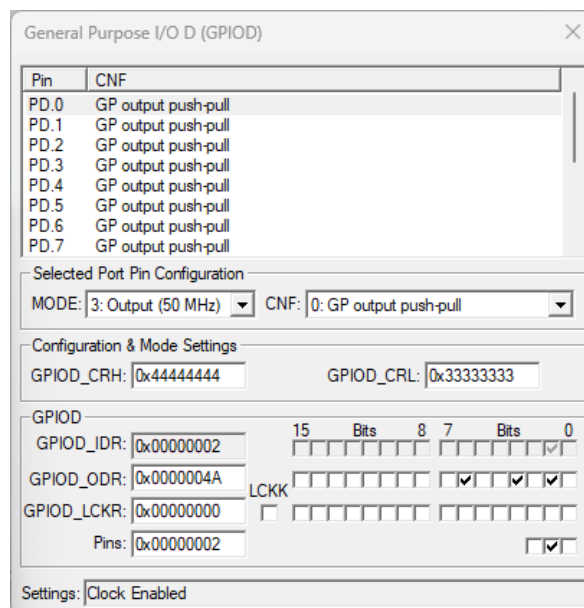 General Purpose I/O D (GPIOD)
Pin CNF
PD.0 GP output push-pull
PD.1 GP output push-pull
PD.2 GP output push-pull
PD.3 GP output push-pull
PD.4 GP output push-pull
PD.5 GP output push-pull
PD.6 GP output push-pull
PD.7 GP output push-pull
Selected Port Pin Configuration
MODE: 3: Output (50 MHz) CNF: 0: GP output push-pull
Configuration & Mode Settings
GPIOD_CRH: 0x44444444 GPIOD_CRL: 0x33333333
GPIOD
15 Bits 8 7 Bits 0
GPIOD_IDR: 0x00000002
GPIOD_ODR: 0x0000004A
LCKK
GPIOD_LCKR: 0x00000000
Pins: 0x00000002
Settings: Clock Enabled